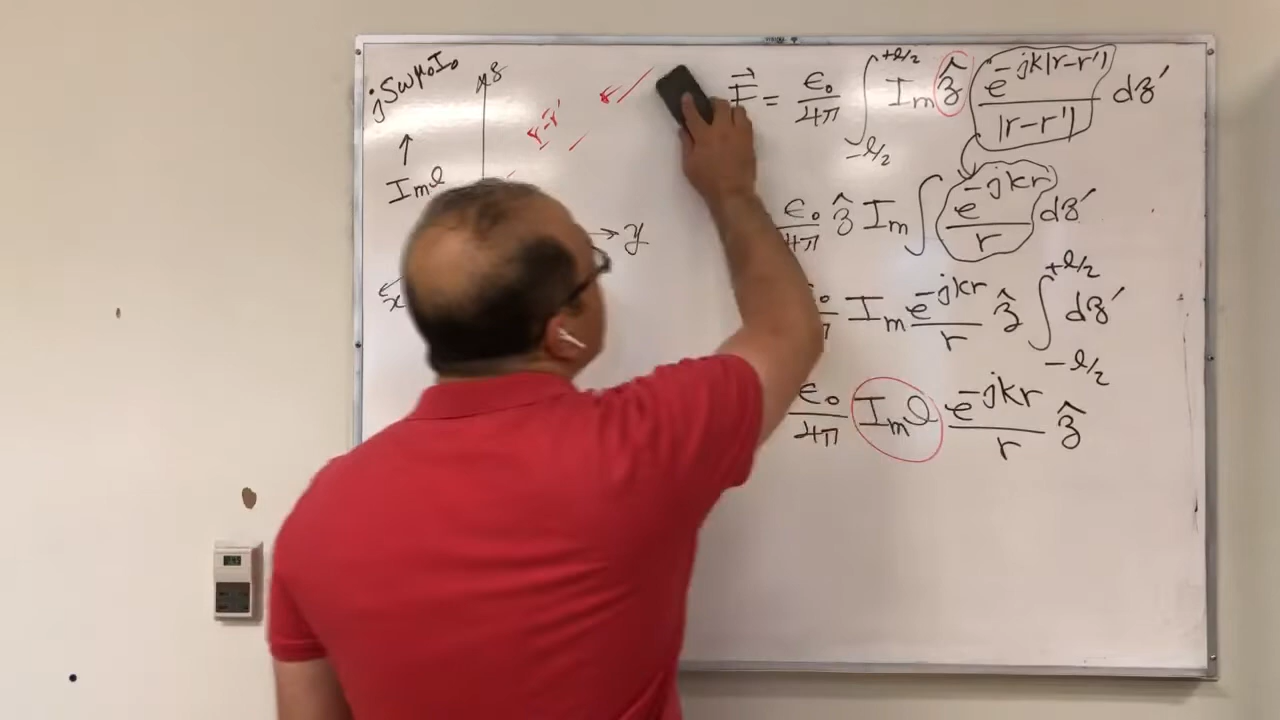 jSωμ₀I₀
↑
Iₘl
z
r-r'
y
x
F⃗ = ε₀/4π ∫_{-l/2}^{+l/2} Iₘ ẑ e^{-jk|r-r'|}/|r-r'| dz'
ε₀/4π ẑ Iₘ ∫ e^{-jkr}/r dz'
Iₘ e^{-jkr}/r ẑ ∫_{-l/2}^{+l/2} dz'
ε₀/4π Iₘl e^{-jkr}/r ẑ